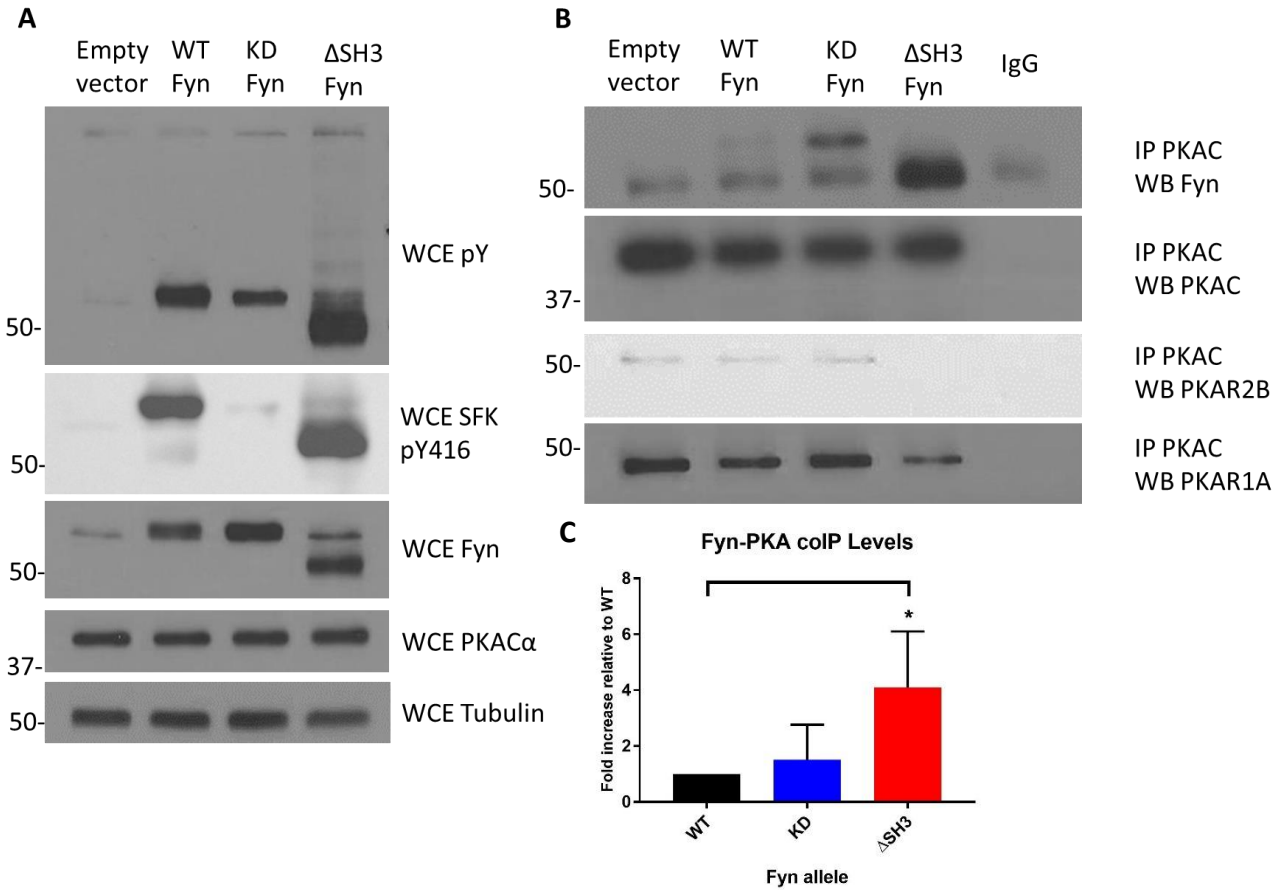 A
Empty
vector
WT
Fyn
KD
Fyn
ΔSH3
Fyn
50-
WCE pY
50-
WCE SFK
pY416
50-
WCE Fyn
37-
WCE PKACα
50-
WCE Tubulin
B
Empty
vector
WT
Fyn
KD
Fyn
ΔSH3
Fyn
IgG
50-
IP PKAC
WB Fyn
37-
IP PKAC
WB PKAC
50-
IP PKAC
WB PKAR2B
50-
IP PKAC
WB PKAR1A
C
Fyn-PKA coIP Levels
Fold increase relative to WT
8
6
4
2
0
*
WT
KD
ΔSH3
Fyn allele